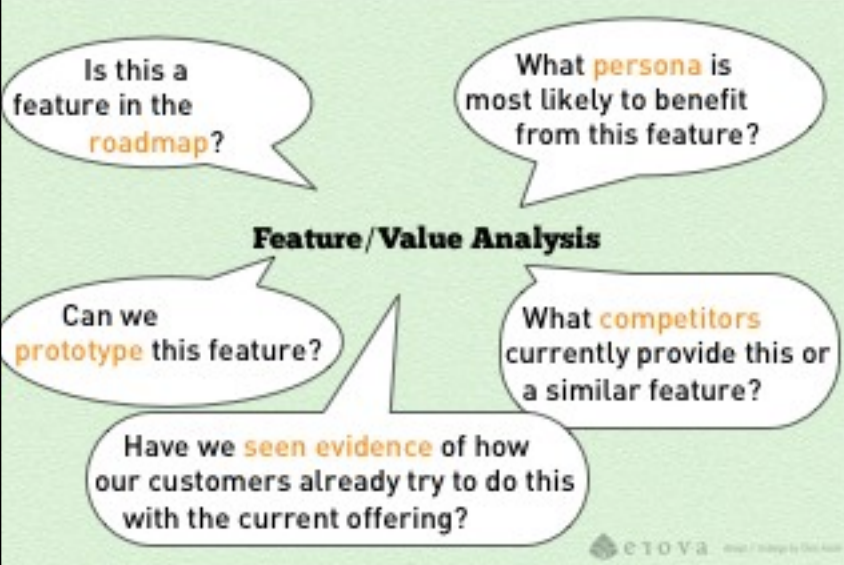 Is this a
feature in the
roadmap?
What persona is
most likely to benefit
from this feature?
Feature/Value Analysis
Can we
prototype this feature?
What competitors
currently provide this or
a similar feature?
Have we seen evidence of how
our customers already try to do this
with the current offering?